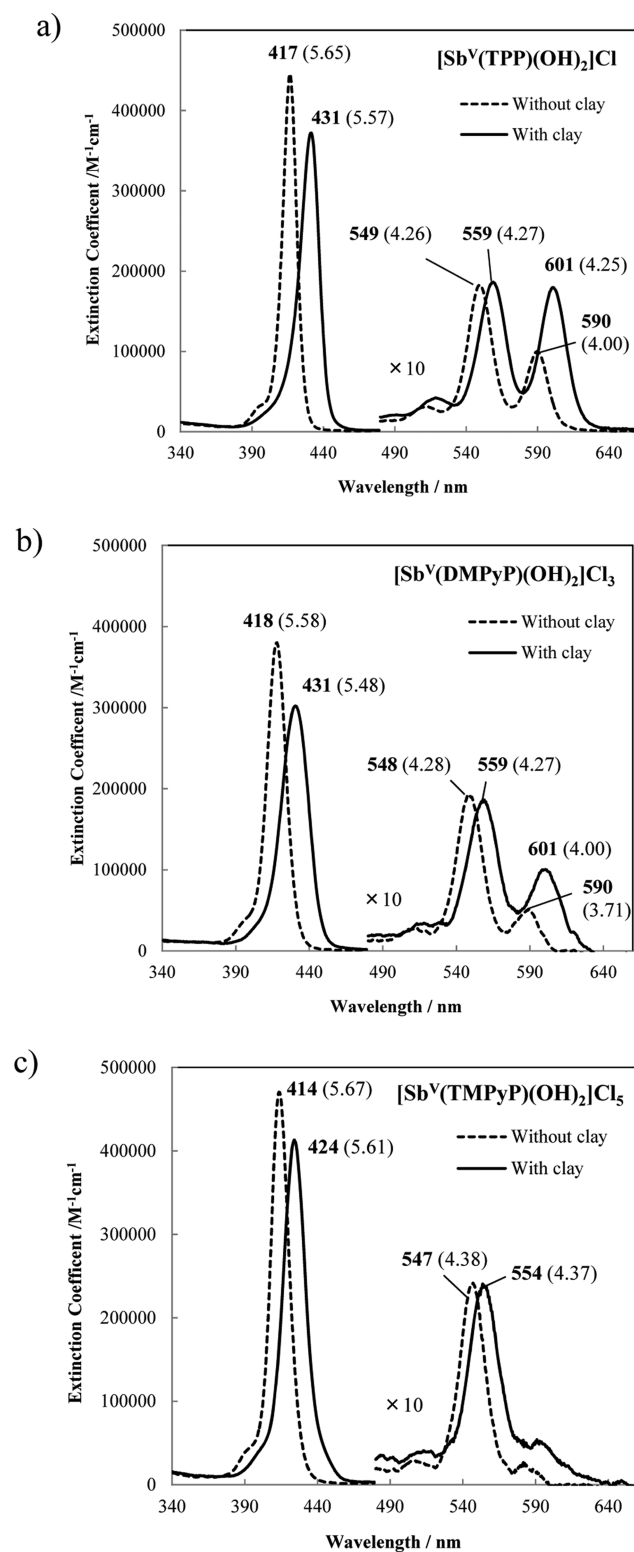 a)
[Sb^V(TPP)(OH)₂]Cl
Without clay
With clay
417 (5.65)
431 (5.57)
549 (4.26)
559 (4.27)
601 (4.25)
590
(4.00)
×10
Extinction Coefficent /M⁻¹cm⁻¹
500000
400000
300000
200000
100000
0
340 390 440 490 540 590 640
Wavelength / nm
b)
[Sb^V(DMPyP)(OH)₂]Cl₃
Without clay
With clay
418 (5.58)
431 (5.48)
548 (4.28)
559 (4.27)
601 (4.00)
590
(3.71)
×10
Extinction Coefficent /M⁻¹cm⁻¹
500000
400000
300000
200000
100000
0
340 390 440 490 540 590 640
Wavelength / nm
c)
[Sb^V(TMPyP)(OH)₂]Cl₅
Without clay
With clay
414 (5.67)
424 (5.61)
547 (4.38)
554 (4.37)
×10
Extinction Coefficent /M⁻¹cm⁻¹
500000
400000
300000
200000
100000
0
340 390 440 490 540 590 640
Wavelength / nm